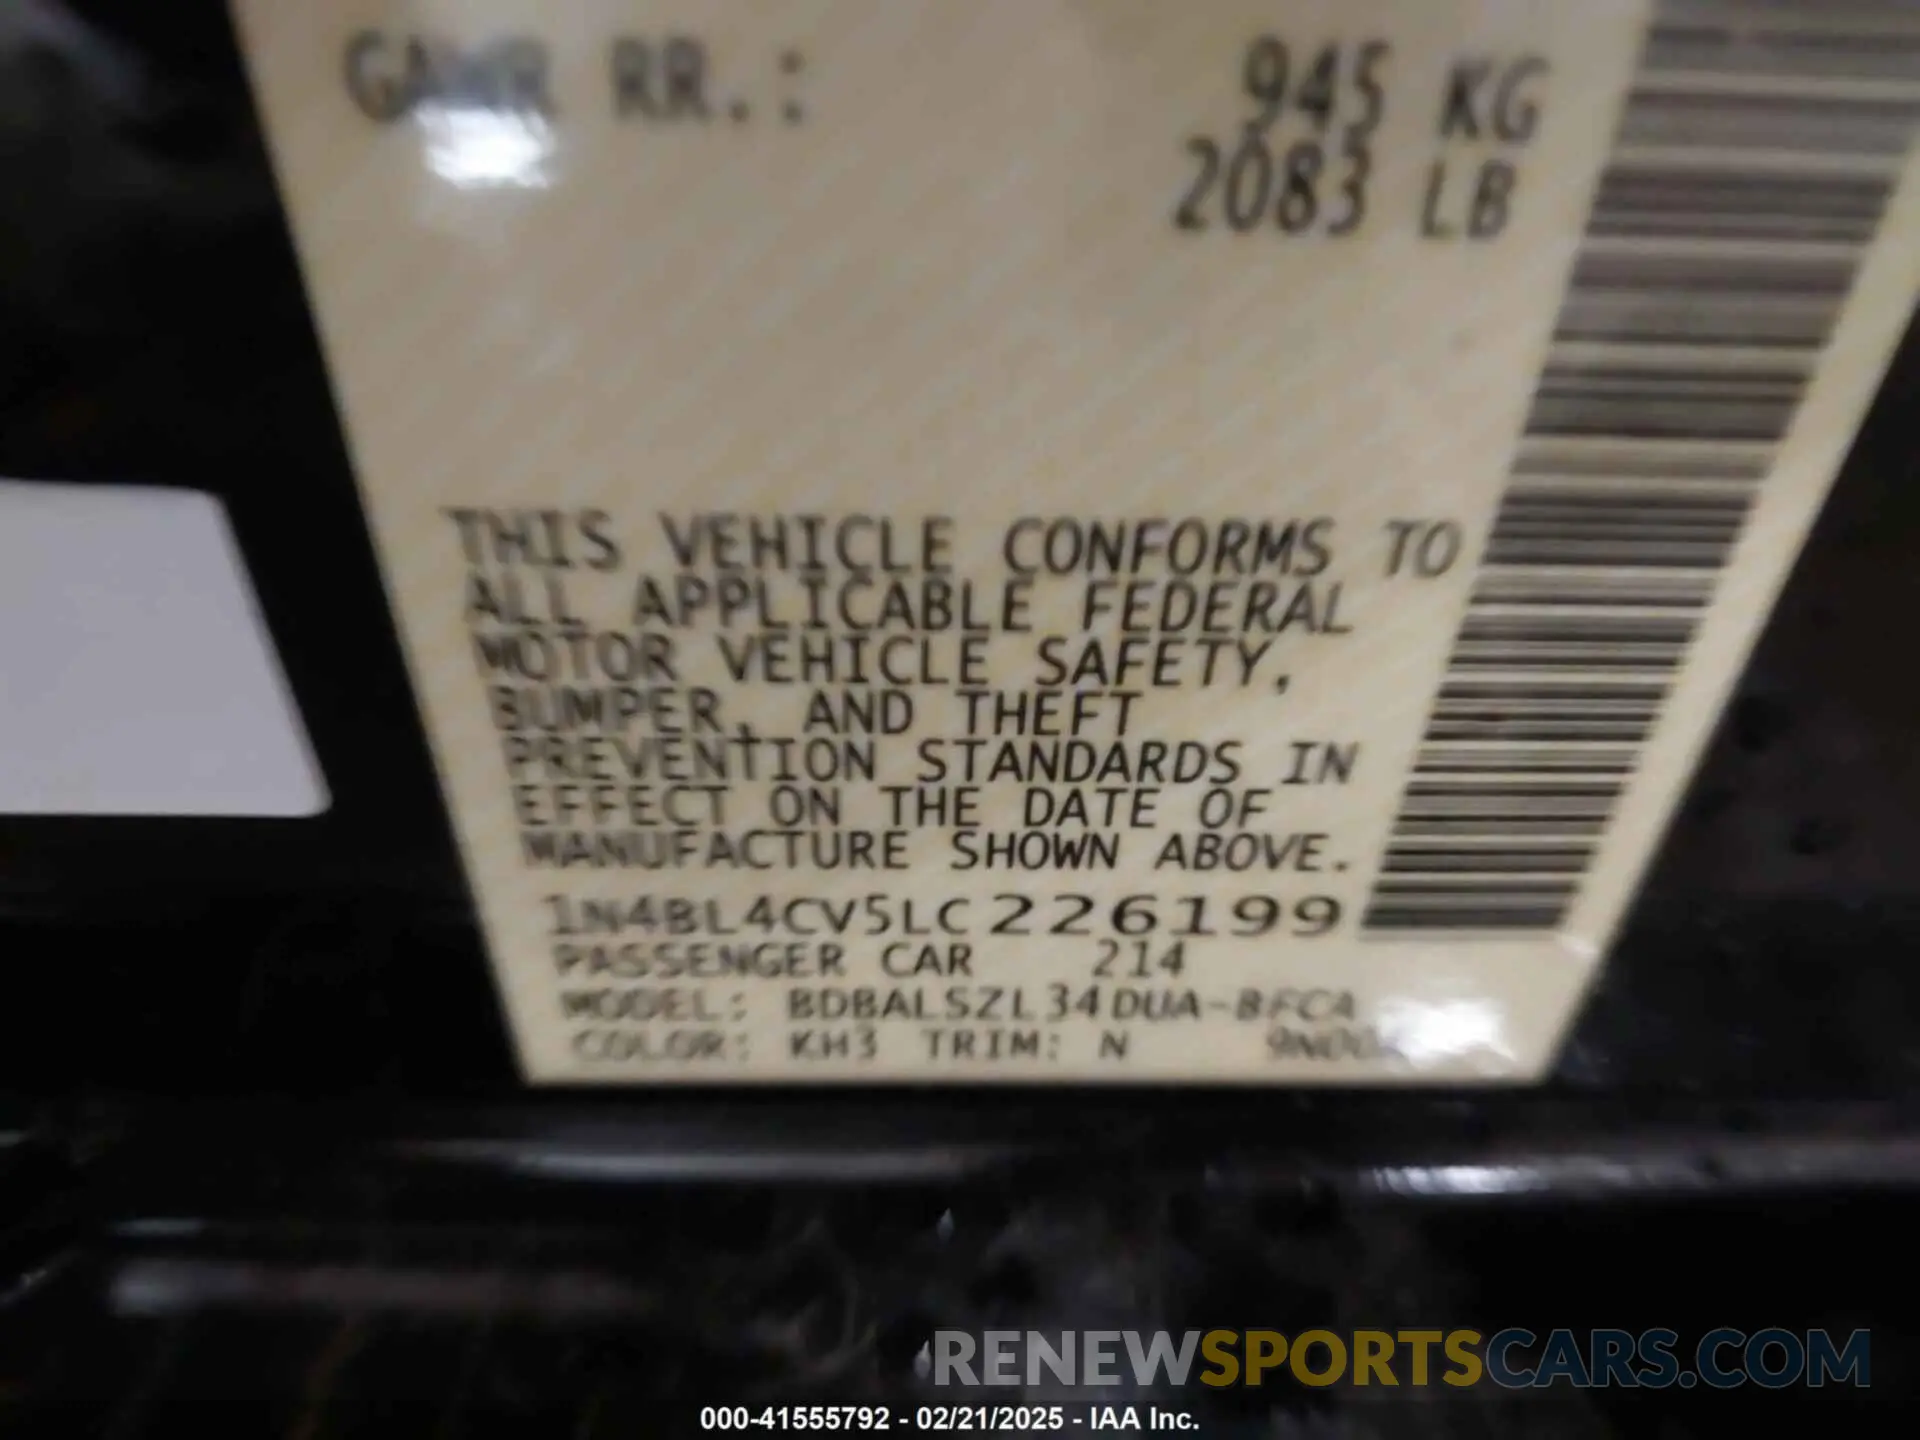 GAWR RR.: 945 KG
2083 LB
THIS VEHICLE CONFORMS TO
ALL APPLICABLE FEDERAL
MOTOR VEHICLE SAFETY,
BUMPER, AND THEFT
PREVENTION STANDARDS IN
EFFECT ON THE DATE OF
MANUFACTURE SHOWN ABOVE.
1N4BL4CV5LC226199
PASSENGER CAR 214
MODEL: BDBALSZL34DUA-BFCA
COLOR: KH3 TRIM: N
RENEWSPORTSCARS.COM
000-41555792 - 02/21/2025 - IAA Inc.